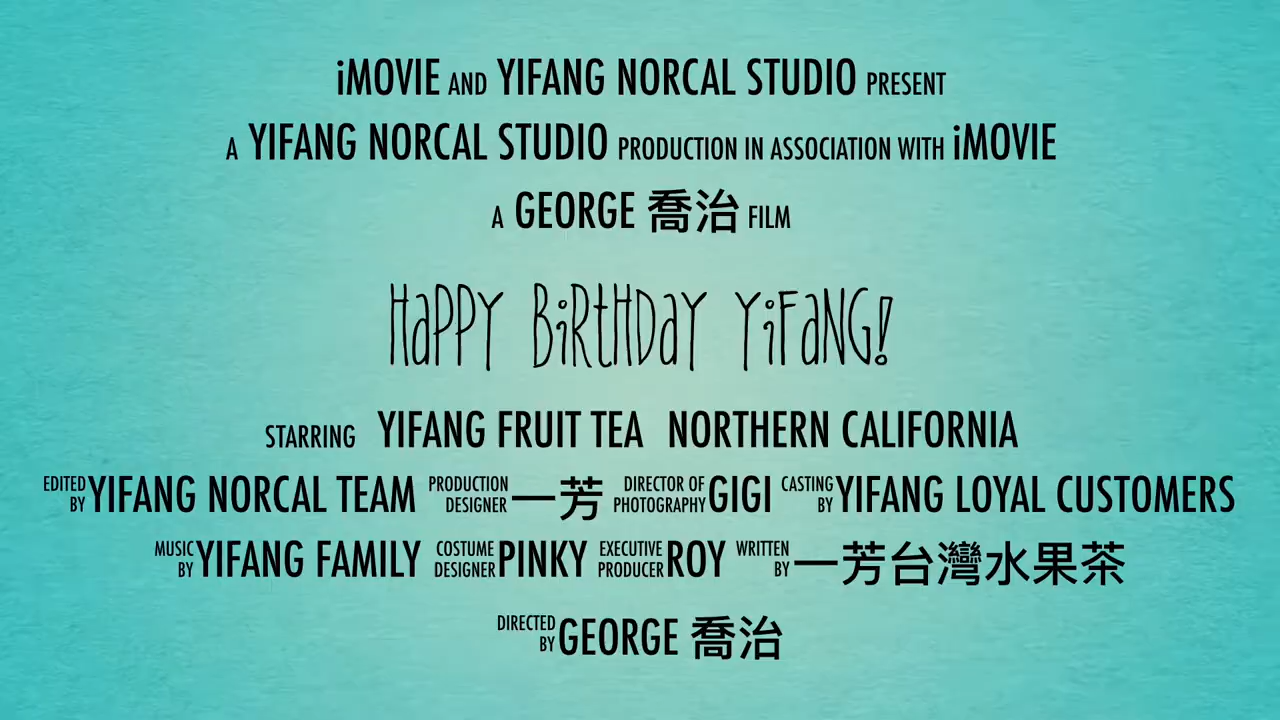 iMOVIE AND YIFANG NORCAL STUDIO PRESENT
A YIFANG NORCAL STUDIO PRODUCTION IN ASSOCIATION WITH iMOVIE
A GEORGE 喬治 FILM
HaPPY BiRtHDaY YiFaNG!
STARRING YIFANG FRUIT TEA NORTHERN CALIFORNIA
EDITED BY YIFANG NORCAL TEAM PRODUCTION DESIGNER 一芳 DIRECTOR OF PHOTOGRAPHY GIGI CASTING BY YIFANG LOYAL CUSTOMERS
MUSIC BY YIFANG FAMILY COSTUME DESIGNER PINKY EXECUTIVE PRODUCER ROY WRITTEN BY 一芳台灣水果茶
DIRECTED BY GEORGE 喬治